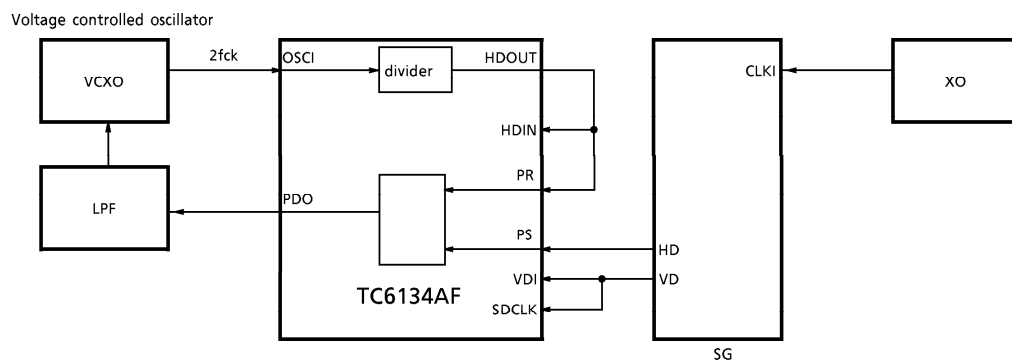 Voltage controlled oscillator
VCXO
2fck
OSCI
divider
HDOUT
CLKI
XO
HDIN
PR
LPF
PDO
PS
HD
VDI
VD
TC6134AF
SDCLK
SG